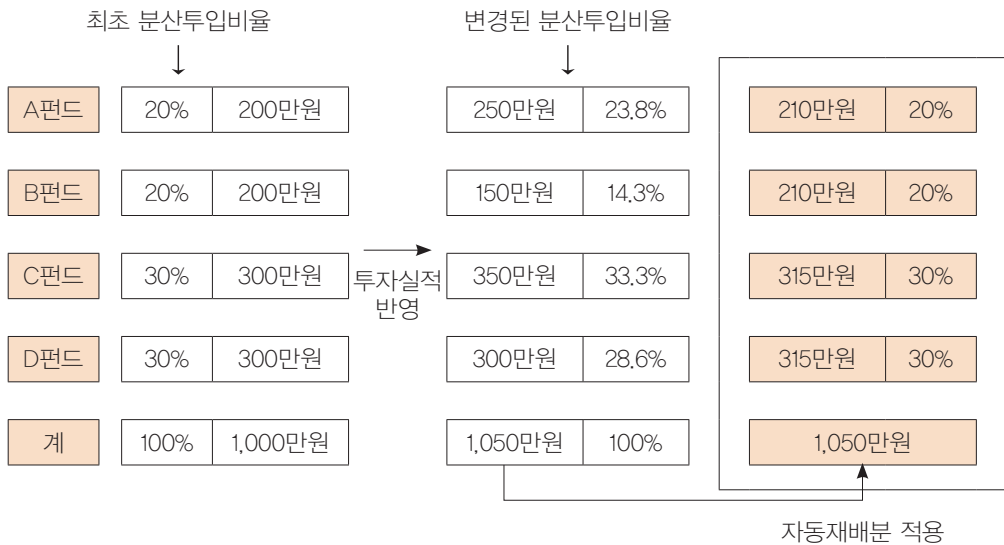 최초 분산투입비율
변경된 분산투입비율
A펀드 20% 200만원 250만원 23.8% 210만원 20%
B펀드 20% 200만원 150만원 14.3% 210만원 20%
C펀드 30% 300만원 350만원 33.3% 315만원 30%
투자실적
반영
D펀드 30% 300만원 300만원 28.6% 315만원 30%
계 100% 1,000만원 1,050만원 100% 1,050만원
자동재배분 적용